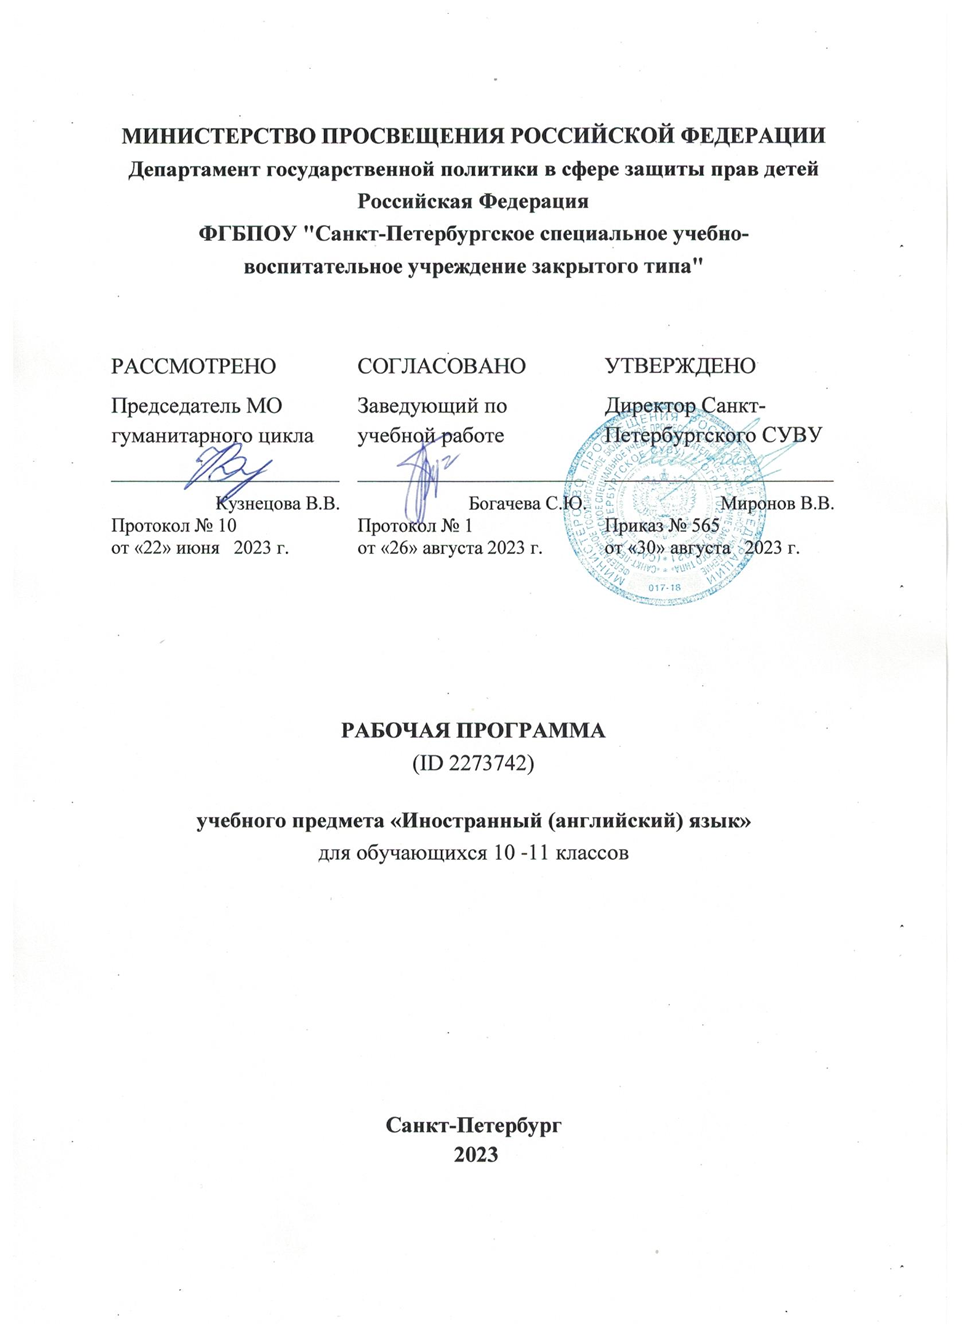 МИНИСТЕРСТВО ПРОСВЕЩЕНИЯ РОССИЙСКОЙ ФЕДЕРАЦИИ
Департамент государственной политики в сфере защиты прав детей
Российская Федерация
ФГБПОУ "Санкт-Петербургское специальное учебно-
воспитательное учреждение закрытого типа"
РАССМОТРЕНО
Председатель МО
гуманитарного цикла
Кузнецова В.В.
Протокол № 10
от «22» июня 2023 г.
СОГЛАСОВАНО
Заведующий по
учебной работе
Богачева С.Ю.
Протокол № 1
от «26» августа 2023 г.
УТВЕРЖДЕНО
Директор Санкт-
Петербургского СУВУ
Миронов В.В.
Приказ № 565
от «30» августа 2023 г.
017-18
РАБОЧАЯ ПРОГРАММА
(ID 2273742)
учебного предмета «Иностранный (английский) язык»
для обучающихся 10 -11 классов
Санкт-Петербург
2023